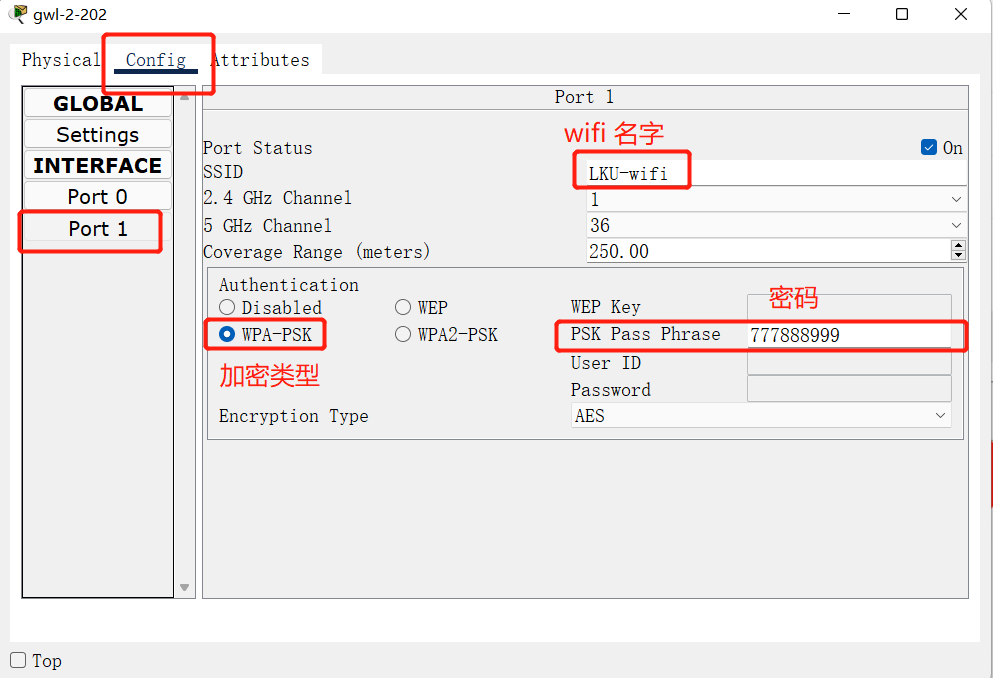 gwl-2-202
Physical Config Attributes
GLOBAL
Settings
INTERFACE
Port 0
Port 1
Port 1
wifi 名字
Port Status On
SSID LKU-wifi
2.4 GHz Channel 1
5 GHz Channel 36
Coverage Range (meters) 250.00
Authentication
密码
Disabled WEP WEP Key
WPA-PSK WPA2-PSK PSK Pass Phrase 777888999
User ID
加密类型
Password
Encryption Type AES
Top